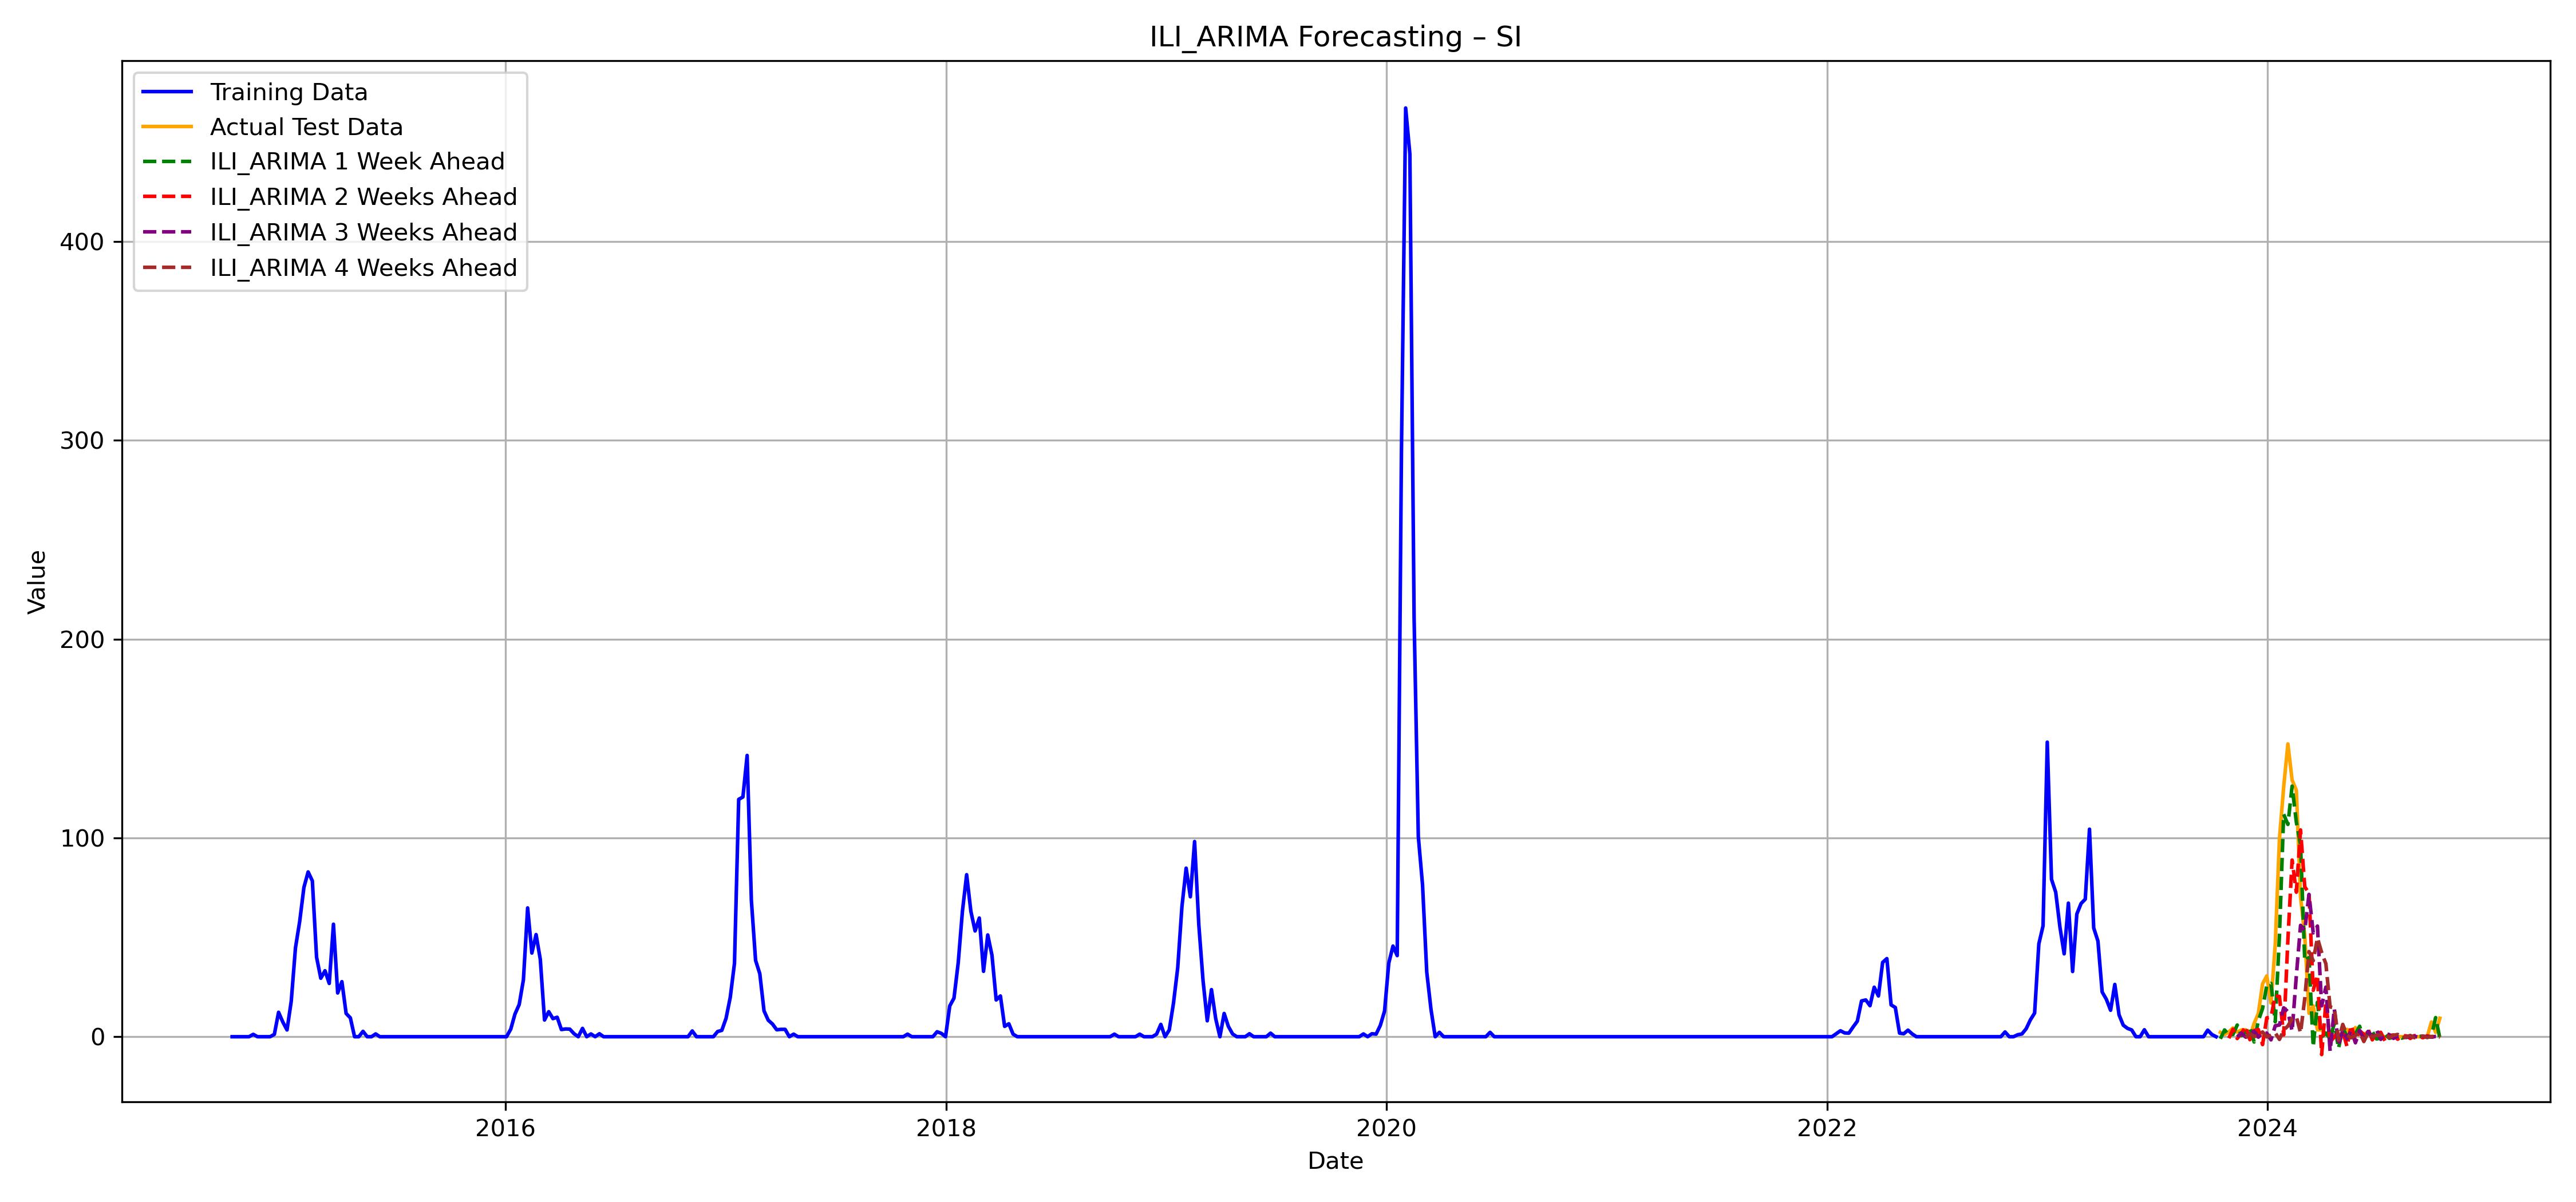 ILI_ARIMA Forecasting – SI
Training Data
Actual Test Data
ILI_ARIMA 1 Week Ahead
ILI_ARIMA 2 Weeks Ahead
ILI_ARIMA 3 Weeks Ahead
ILI_ARIMA 4 Weeks Ahead
400
300
200
100
0
Value
2016
2018
2020
2022
2024
Date